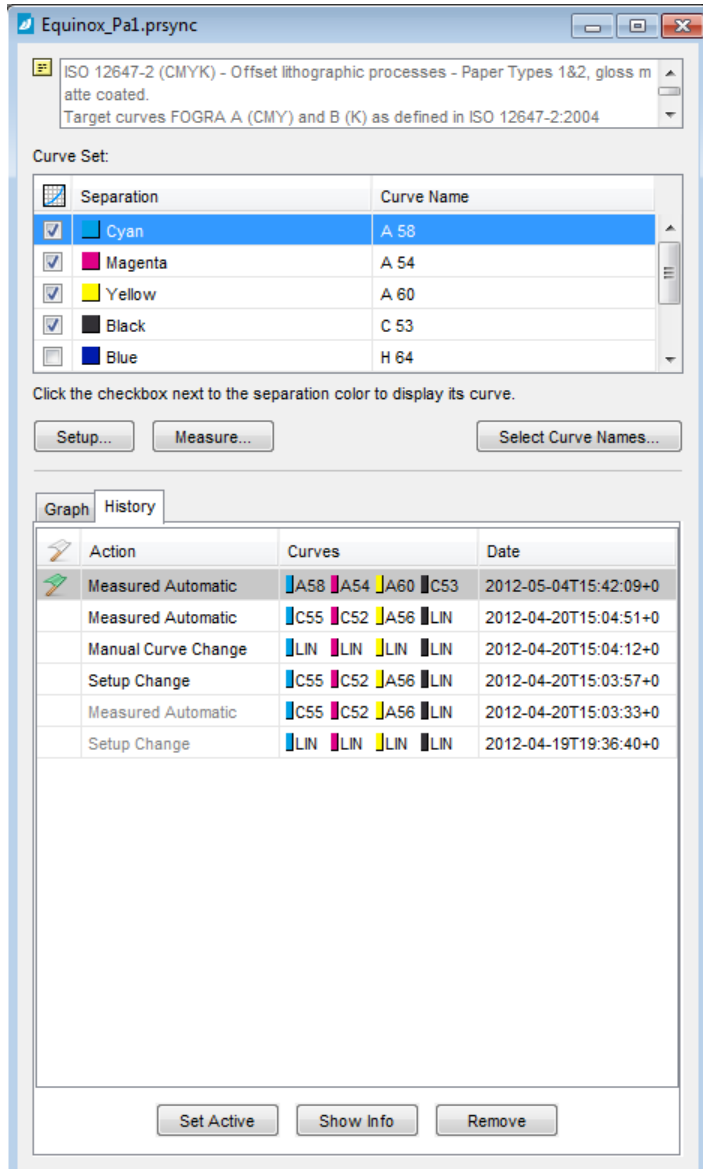 Equinox_Pa1.prsync
ISO 12647-2 (CMYK) - Offset lithographic processes - Paper Types 1&2, gloss m
atte coated.
Target curves FOGRA A (CMY) and B (K) as defined in ISO 12647-2:2004
Curve Set:
Separation Curve Name
Cyan A 58
Magenta A 54
Yellow A 60
Black C 53
Blue H 64
Click the checkbox next to the separation color to display its curve.
Setup... Measure... Select Curve Names...
Graph History
Action Curves Date
Measured Automatic A58 A54 A60 C53 2012-05-04T15:42:09+0
Measured Automatic C55 C52 A56 LIN 2012-04-20T15:04:51+0
Manual Curve Change LIN LIN LIN LIN 2012-04-20T15:04:12+0
Setup Change C55 C52 A56 LIN 2012-04-20T15:03:57+0
Measured Automatic C55 C52 A56 LIN 2012-04-20T15:03:33+0
Setup Change LIN LIN LIN LIN 2012-04-19T19:36:40+0
Set Active Show Info Remove